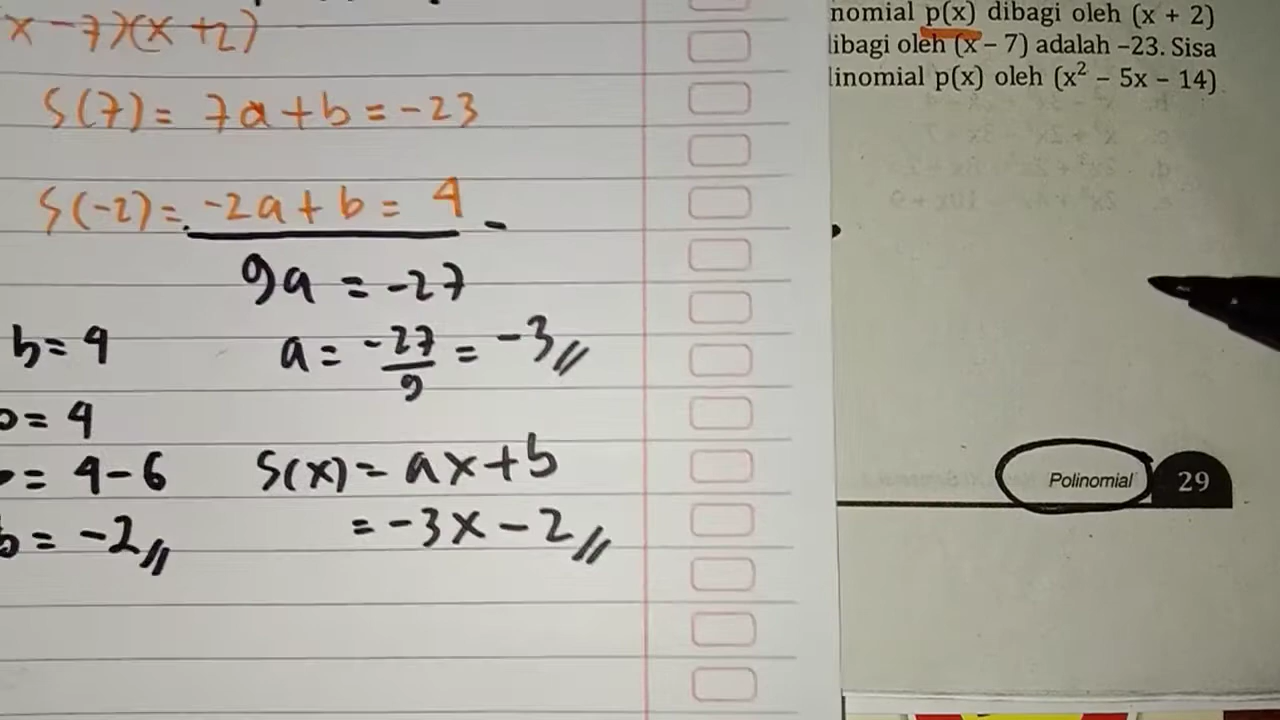 x - 7)(x + 2)
S(7) = 7a + b = -23
S(-2) = -2a + b = 4 -
9a = -27
b = 4
a = -27/9 = -3 //
= 4
= 4 - 6
S(x) = ax + b
b = -2 //
= -3x - 2 //
nomial p(x) dibagi oleh (x + 2)
libagi oleh (x – 7) adalah –23. Sisa
linomial p(x) oleh (x² – 5x – 14)
Polinomial 29